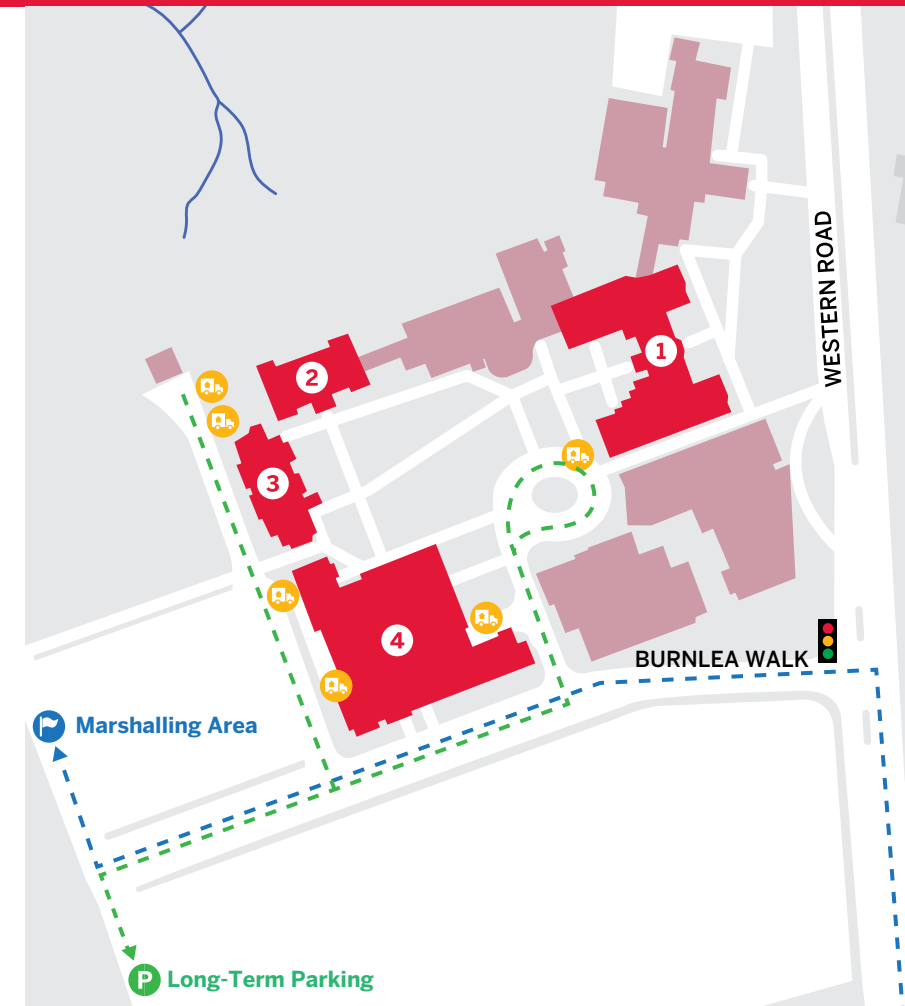 WESTERN ROAD
1
2
3
4
BURNLEA WALK
Marshalling Area
P Long-Term Parking